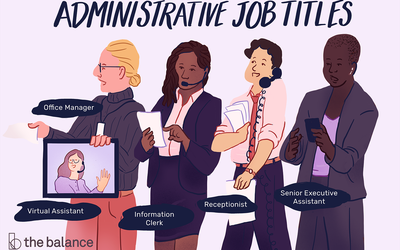 ADMINISTRATIVE JOB TITLES
Office Manager
Virtual Assistant
Information
Clerk
Receptionist
Senior Executive
Assistant
the balance